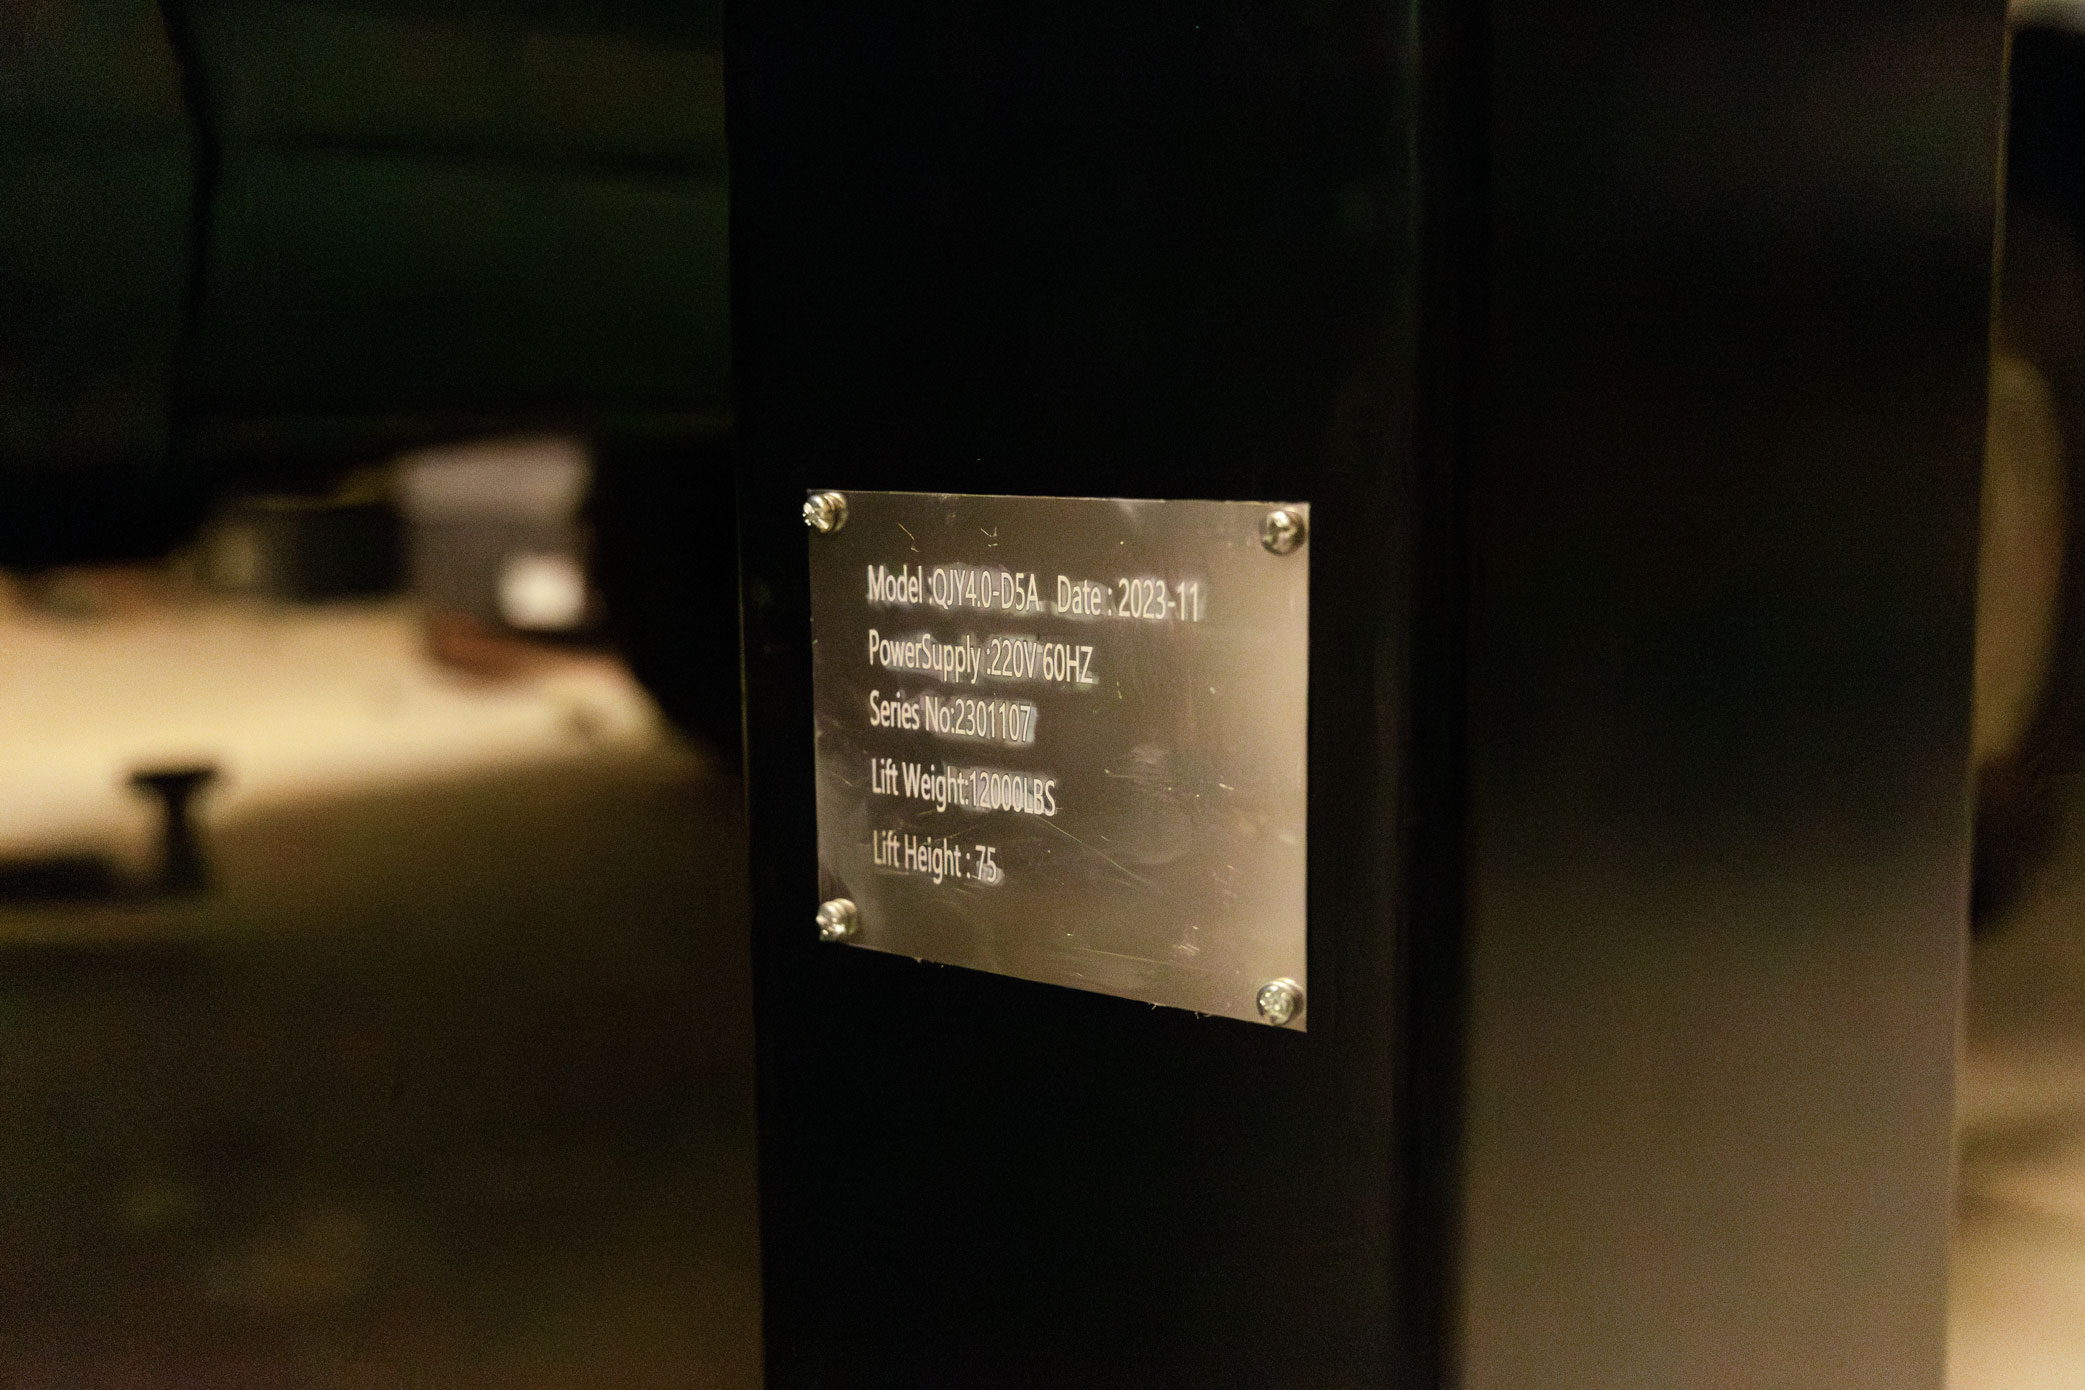 Model :QJY4.0-D5A Date : 2023-11
PowerSupply :220V 60HZ
Series No:2301107
Lift Weight:12000LBS
Lift Height : 75